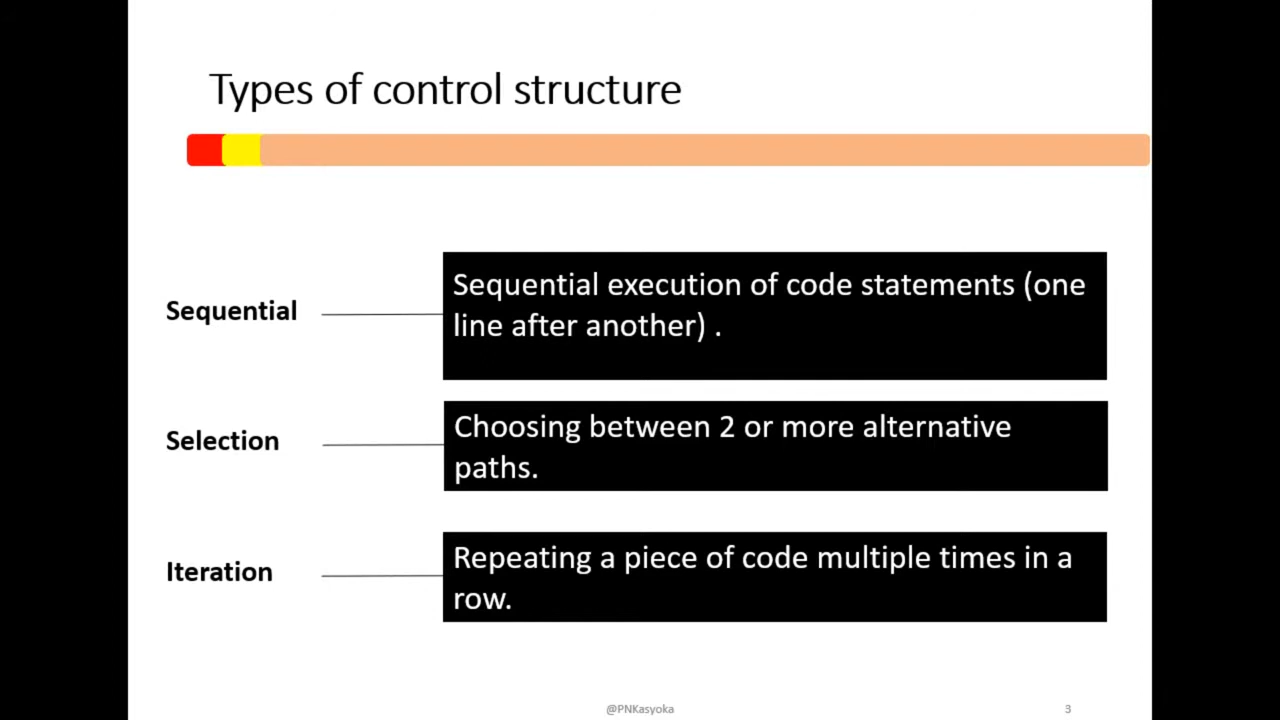 Types of control structure
Sequential
Sequential execution of code statements (one
line after another) .
Selection
Choosing between 2 or more alternative
paths.
Iteration
Repeating a piece of code multiple times in a
row.
@PNKasyoka
3